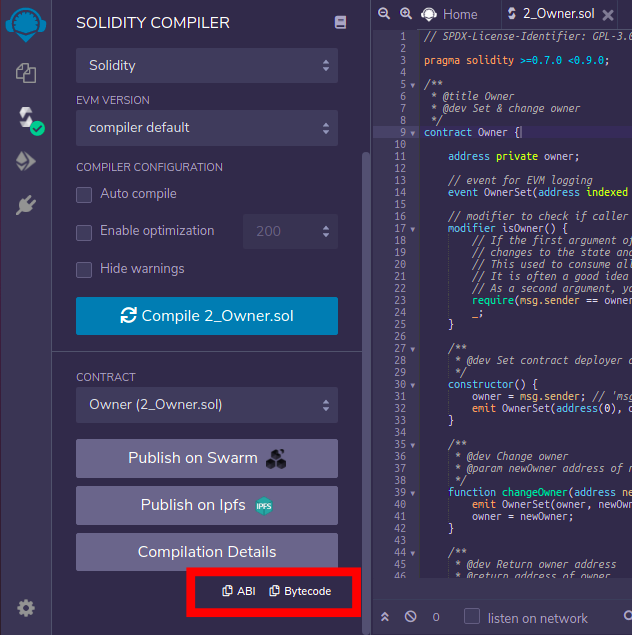 SOLIDITY COMPILER
Solidity
EVM VERSION
compiler default
COMPILER CONFIGURATION
Auto compile
Enable optimization
200
Hide warnings
Compile 2_Owner.sol
CONTRACT
Owner (2_Owner.sol)
Publish on Swarm
Publish on Ipfs
IPFS
Compilation Details
ABI
Bytecode
Home
2_Owner.sol
1 // SPDX-License-Identifier: GPL-3.0
2
3 pragma solidity >=0.7.0 <0.9.0;
4
5 /**
6 * @title Owner
7 * @dev Set & change owner
8 */
9 contract Owner {
10
11 address private owner;
12
13 // event for EVM logging
14 event OwnerSet(address indexed
15
16 // modifier to check if caller
17 modifier isOwner() {
18 // If the first argument of
19 // changes to the state and
20 // This used to consume all
21 // It is often a good idea
22 // As a second argument, yo
23 require(msg.sender == owner
24 _;
25 }
26
27 /**
28 * @dev Set contract deployer
29 */
30 constructor() {
31 owner = msg.sender; // 'msg
32 emit OwnerSet(address(0), o
33 }
34
35 /**
36 * @dev Change owner
37 * @param newOwner address of n
38 */
39 function changeOwner(address ne
40 emit OwnerSet(owner, newOwn
41 owner = newOwner;
42 }
43
44 /**
45 * @dev Return owner address
46 * @return address of owner
0
listen on network